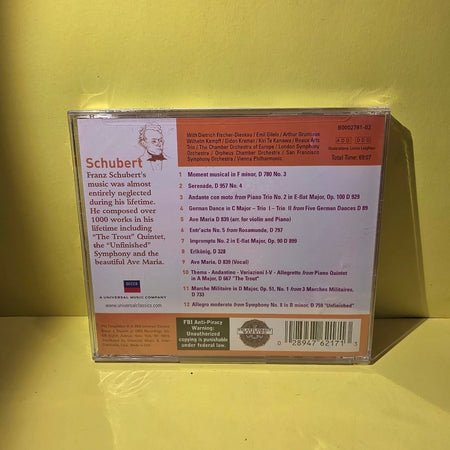 With Dietrich Fischer-Dieskau / Emil Gilels / Arthur Grumiaux
Wilhelm Kempff / Gidon Kremer / Kiri Te Kanawa / Beaux Arts
Trio / The Chamber Orchestra of Europe / London Symphony
Orchestra / Orpheus Chamber Orchestra / San Francisco
Symphony Orchestra / Vienna Philharmonic
B0002781-02
Total Time: 69:07
Schubert
Franz Schubert's
music was almost
entirely neglected
during his lifetime.
He composed over
1000 works in his
lifetime including
"The Trout" Quintet,
the "Unfinished"
Symphony and the
beautiful Ave Maria.
DECCA
A UNIVERSAL MUSIC COMPANY
www.universalclassics.com
1 Moment musical in F minor, D 780 No. 3
2 Serenade, D 957 No. 4
3 Andante con moto from Piano Trio No. 2 in E-flat Major, Op. 100 D 929
4 German Dance in C Major – Trio I – Trio II from Five German Dances D 89
5 Ave Maria D 839 (arr. for violin and Piano)
6 Entr'acte No. 5 from Rosamunde, D 797
7 Impromptu No. 2 in E-flat Major, Op. 90 D 899
8 Erlkönig, D 328
9 Ave Maria, D 839 (Vocal)
10 Thema - Andantino - Variazioni I-V - Allegretto from Piano Quintet
in A Major, D 667 "The Trout"
11 Marche Militaire in D Major, Op. 51, No. 1 from 3 Marches Militaires,
D 733
12 Allegro moderato from Symphony No. 8 in B minor, D 759 "Unfinished"
FBI Anti-Piracy
Warning:
Unauthorized
copying is punishable
under federal law.
0 28947 62171 3